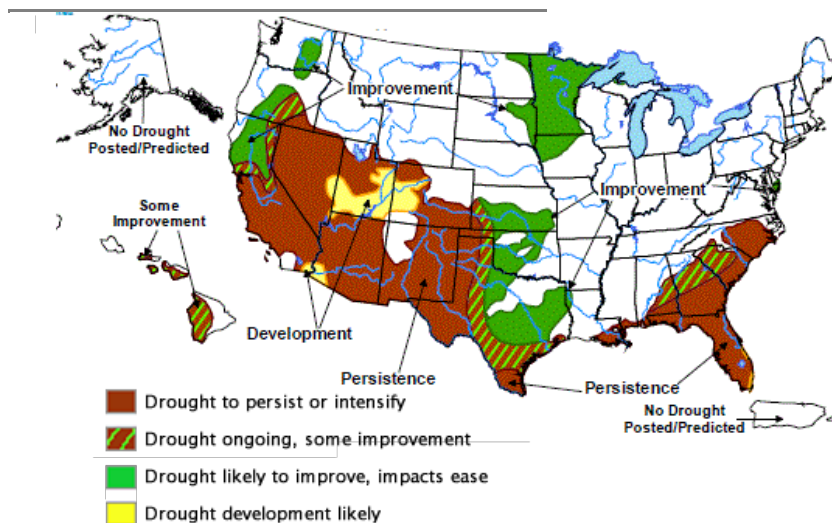 Improvement
No Drought
Posted/Predicted
Some
Improvement
Improvement
Development
Persistence
Persistence
No Drought
Posted/Predicted
Drought to persist or intensify
Drought ongoing, some improvement
Drought likely to improve, impacts ease
Drought development likely